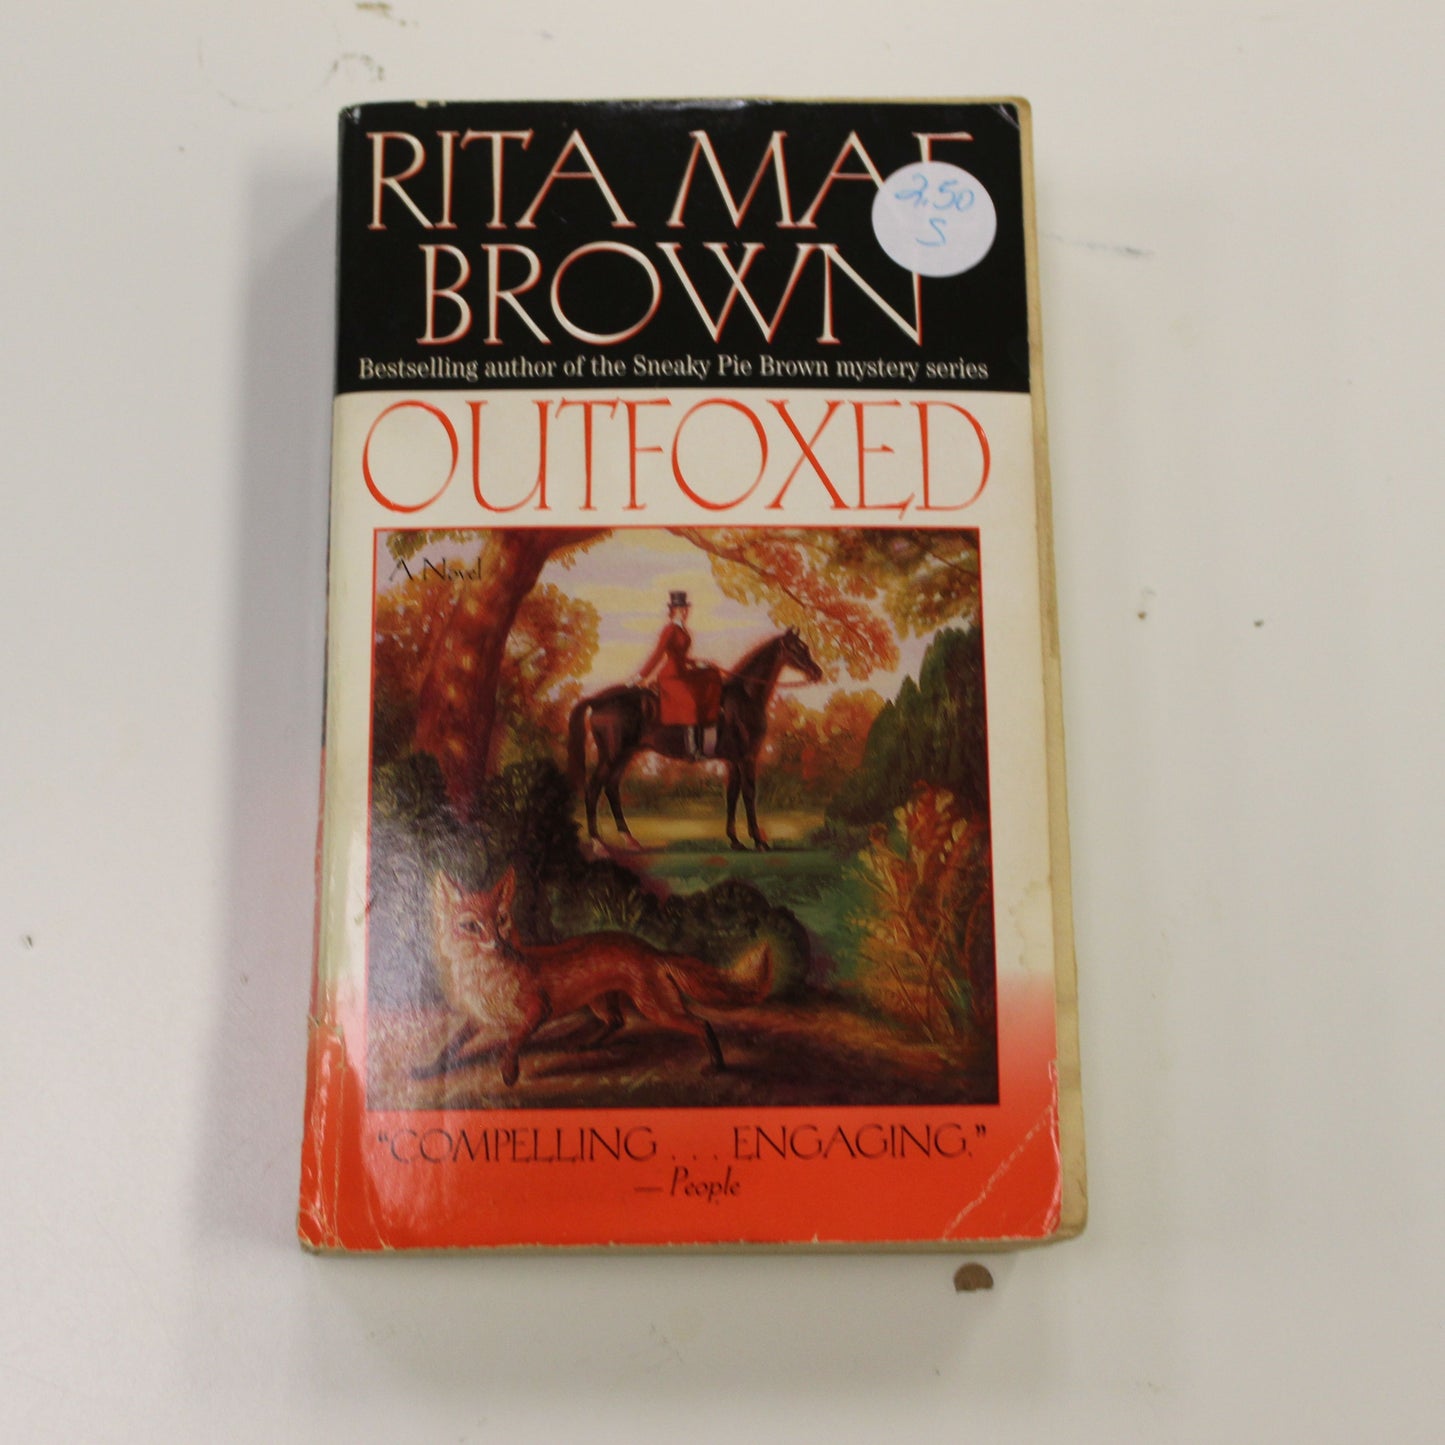 RITA MAE
BROWN
2.50
S
Bestselling author of the Sneaky Pie Brown mystery series
OUTFOXED
A Novel
"COMPELLING . . . ENGAGING."
—People